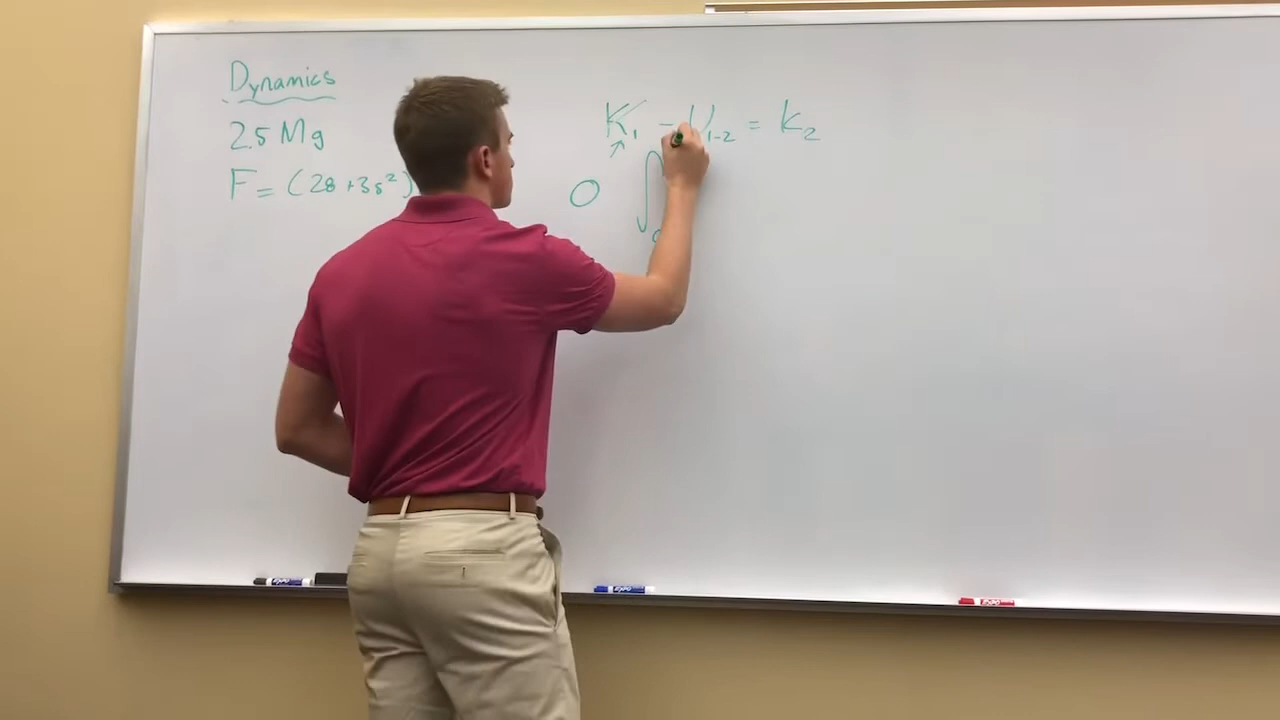 Dynamics
2.5 Mg
F = (28 + 3s²)
K₁ - U₁₋₂ = K₂
0 ∫